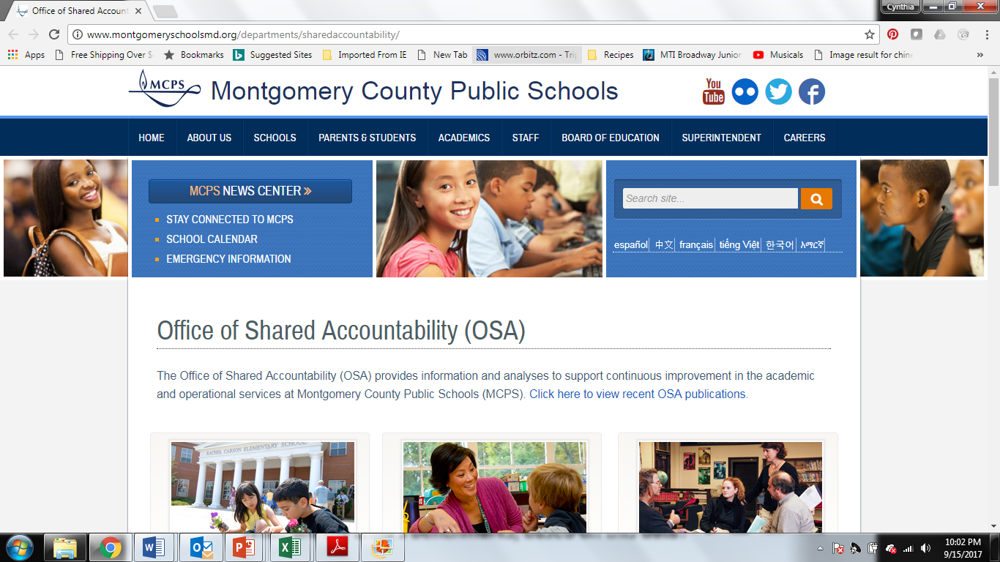 Office of Shared Account
Cynthia
www.montgomeryschoolsmd.org/departments/sharedaccountability/
Apps
Free Shipping Over $
Bookmarks
Suggested Sites
Imported From IE
New Tab
www.orbitz.com - Trip
Recipes
MTI Broadway Junior
Musicals
Image result for chine
MCPS
Montgomery County Public Schools
You
Tube
HOME
ABOUT US
SCHOOLS
PARENTS & STUDENTS
ACADEMICS
STAFF
BOARD OF EDUCATION
SUPERINTENDENT
CAREERS
MCPS NEWS CENTER »
STAY CONNECTED TO MCPS
SCHOOL CALENDAR
EMERGENCY INFORMATION
Search site...
español 中文 français tiếng Việt 한국어 አማርኛ
Office of Shared Accountability (OSA)
The Office of Shared Accountability (OSA) provides information and analyses to support continuous improvement in the academic
and operational services at Montgomery County Public Schools (MCPS). Click here to view recent OSA publications.
RACHEL CARSON ELEMENTARY SCHOOL
10:02 PM
9/15/2017